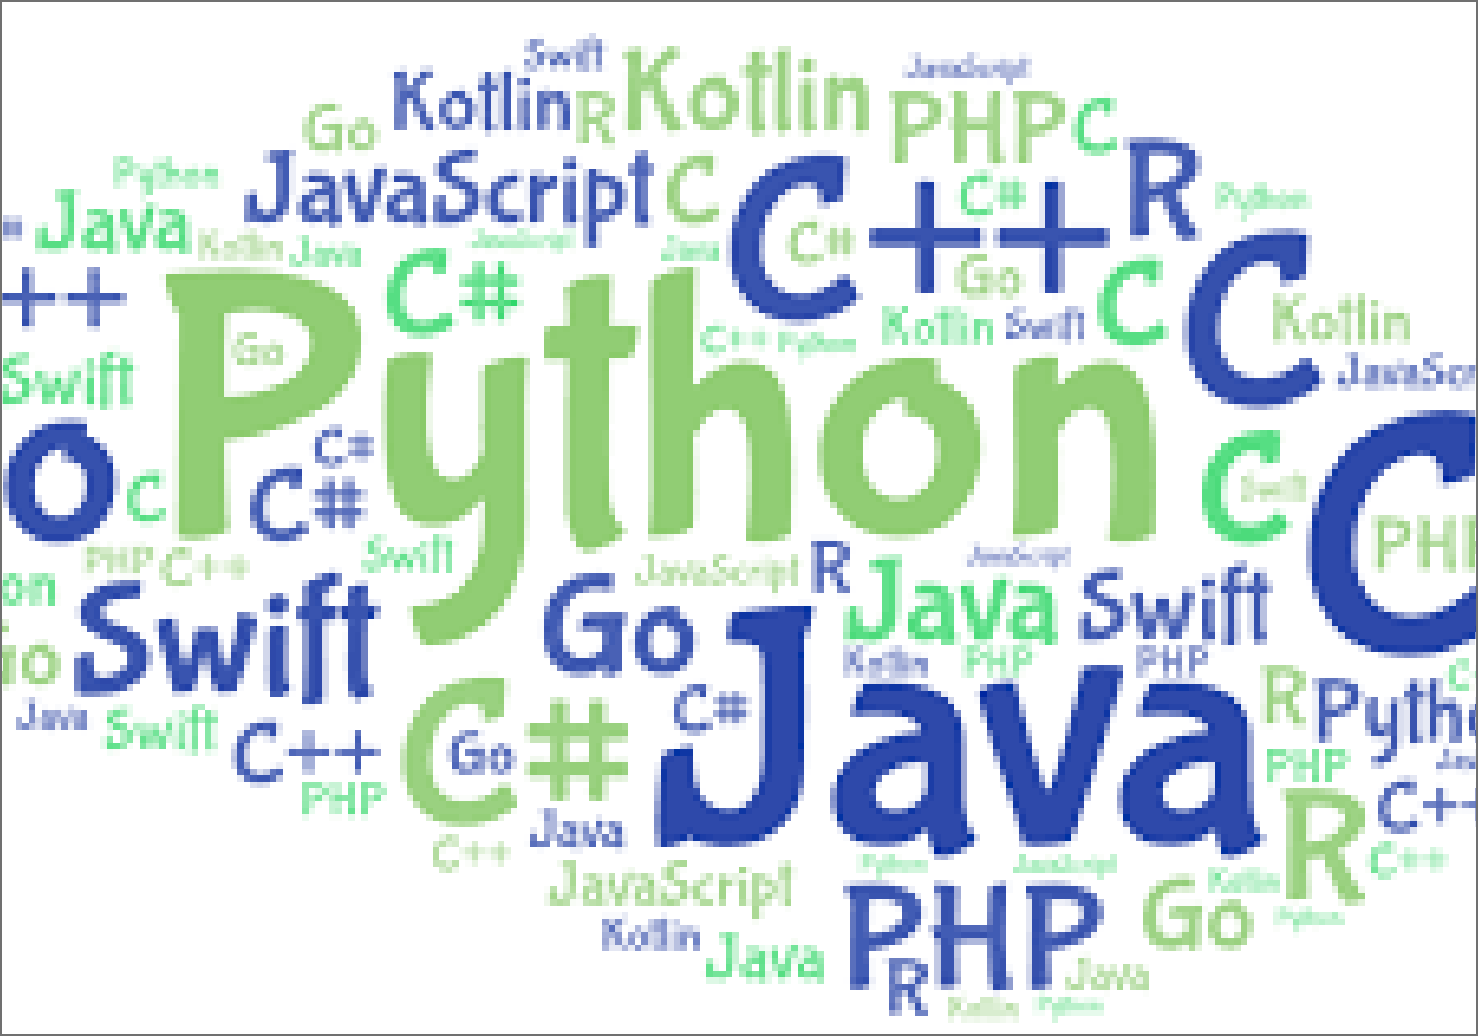 Swift
Kotlin
JavaScript
Kotlin
R
PHP
C
Go
R
Python
JavaScript
C
C++
C#
Python
Java
Kotlin
Java
JavaScript
Java
C#
Go
++
C#
Python
C
C
Kotlin
Go
C++
Python
Kotlin
Swift
Swift
JavaScr
o
C
C#
C#
C
Swift
C
PHP
PHP
C++
Swift
JavaScript
R
JavaScript
on
Swift
Go
Java
Swift
Kotlin
PHP
PHP
Java
Swift
C++
C#
Go
C#
Java
R
Pytho
PHP
PHP
Java
C++
R
C++
C++
JavaScript
Python
JavaScript
Kotlin
PHP
Go
Python
Kotlin
Java
R
Java
Kotlin
Python